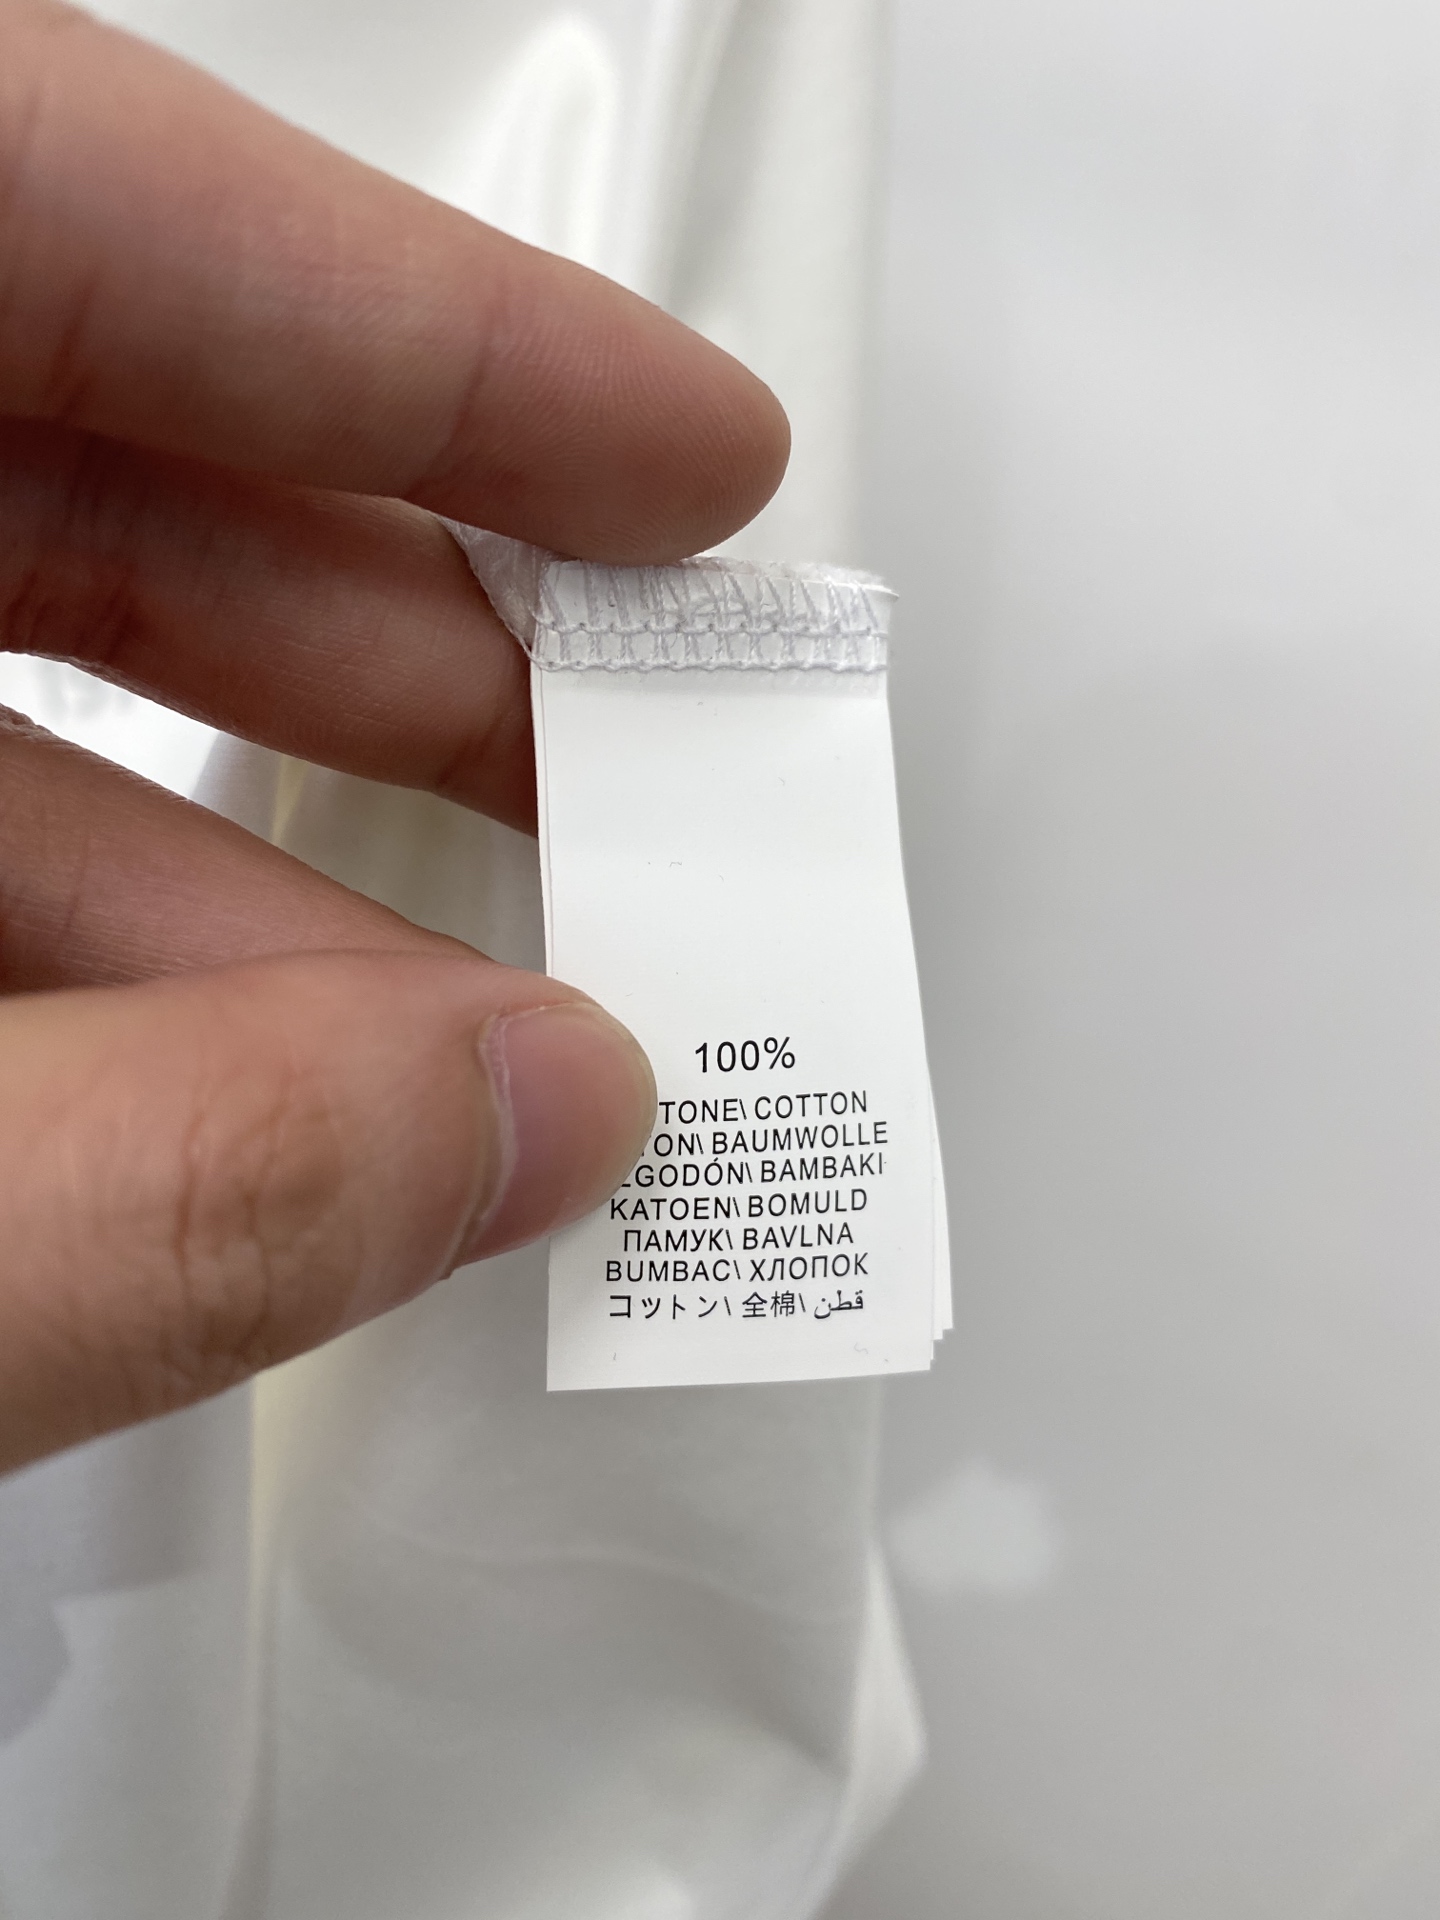 100%
TONE\ COTTON
ON\ BAUMWOLLE
LGODÓN\ BAMBAKI
KATOEN\ BOMULD
ПАМУК\ BAVLNA
BUMBAC\ ХЛОПОК
コットン\ 全棉\ قطن